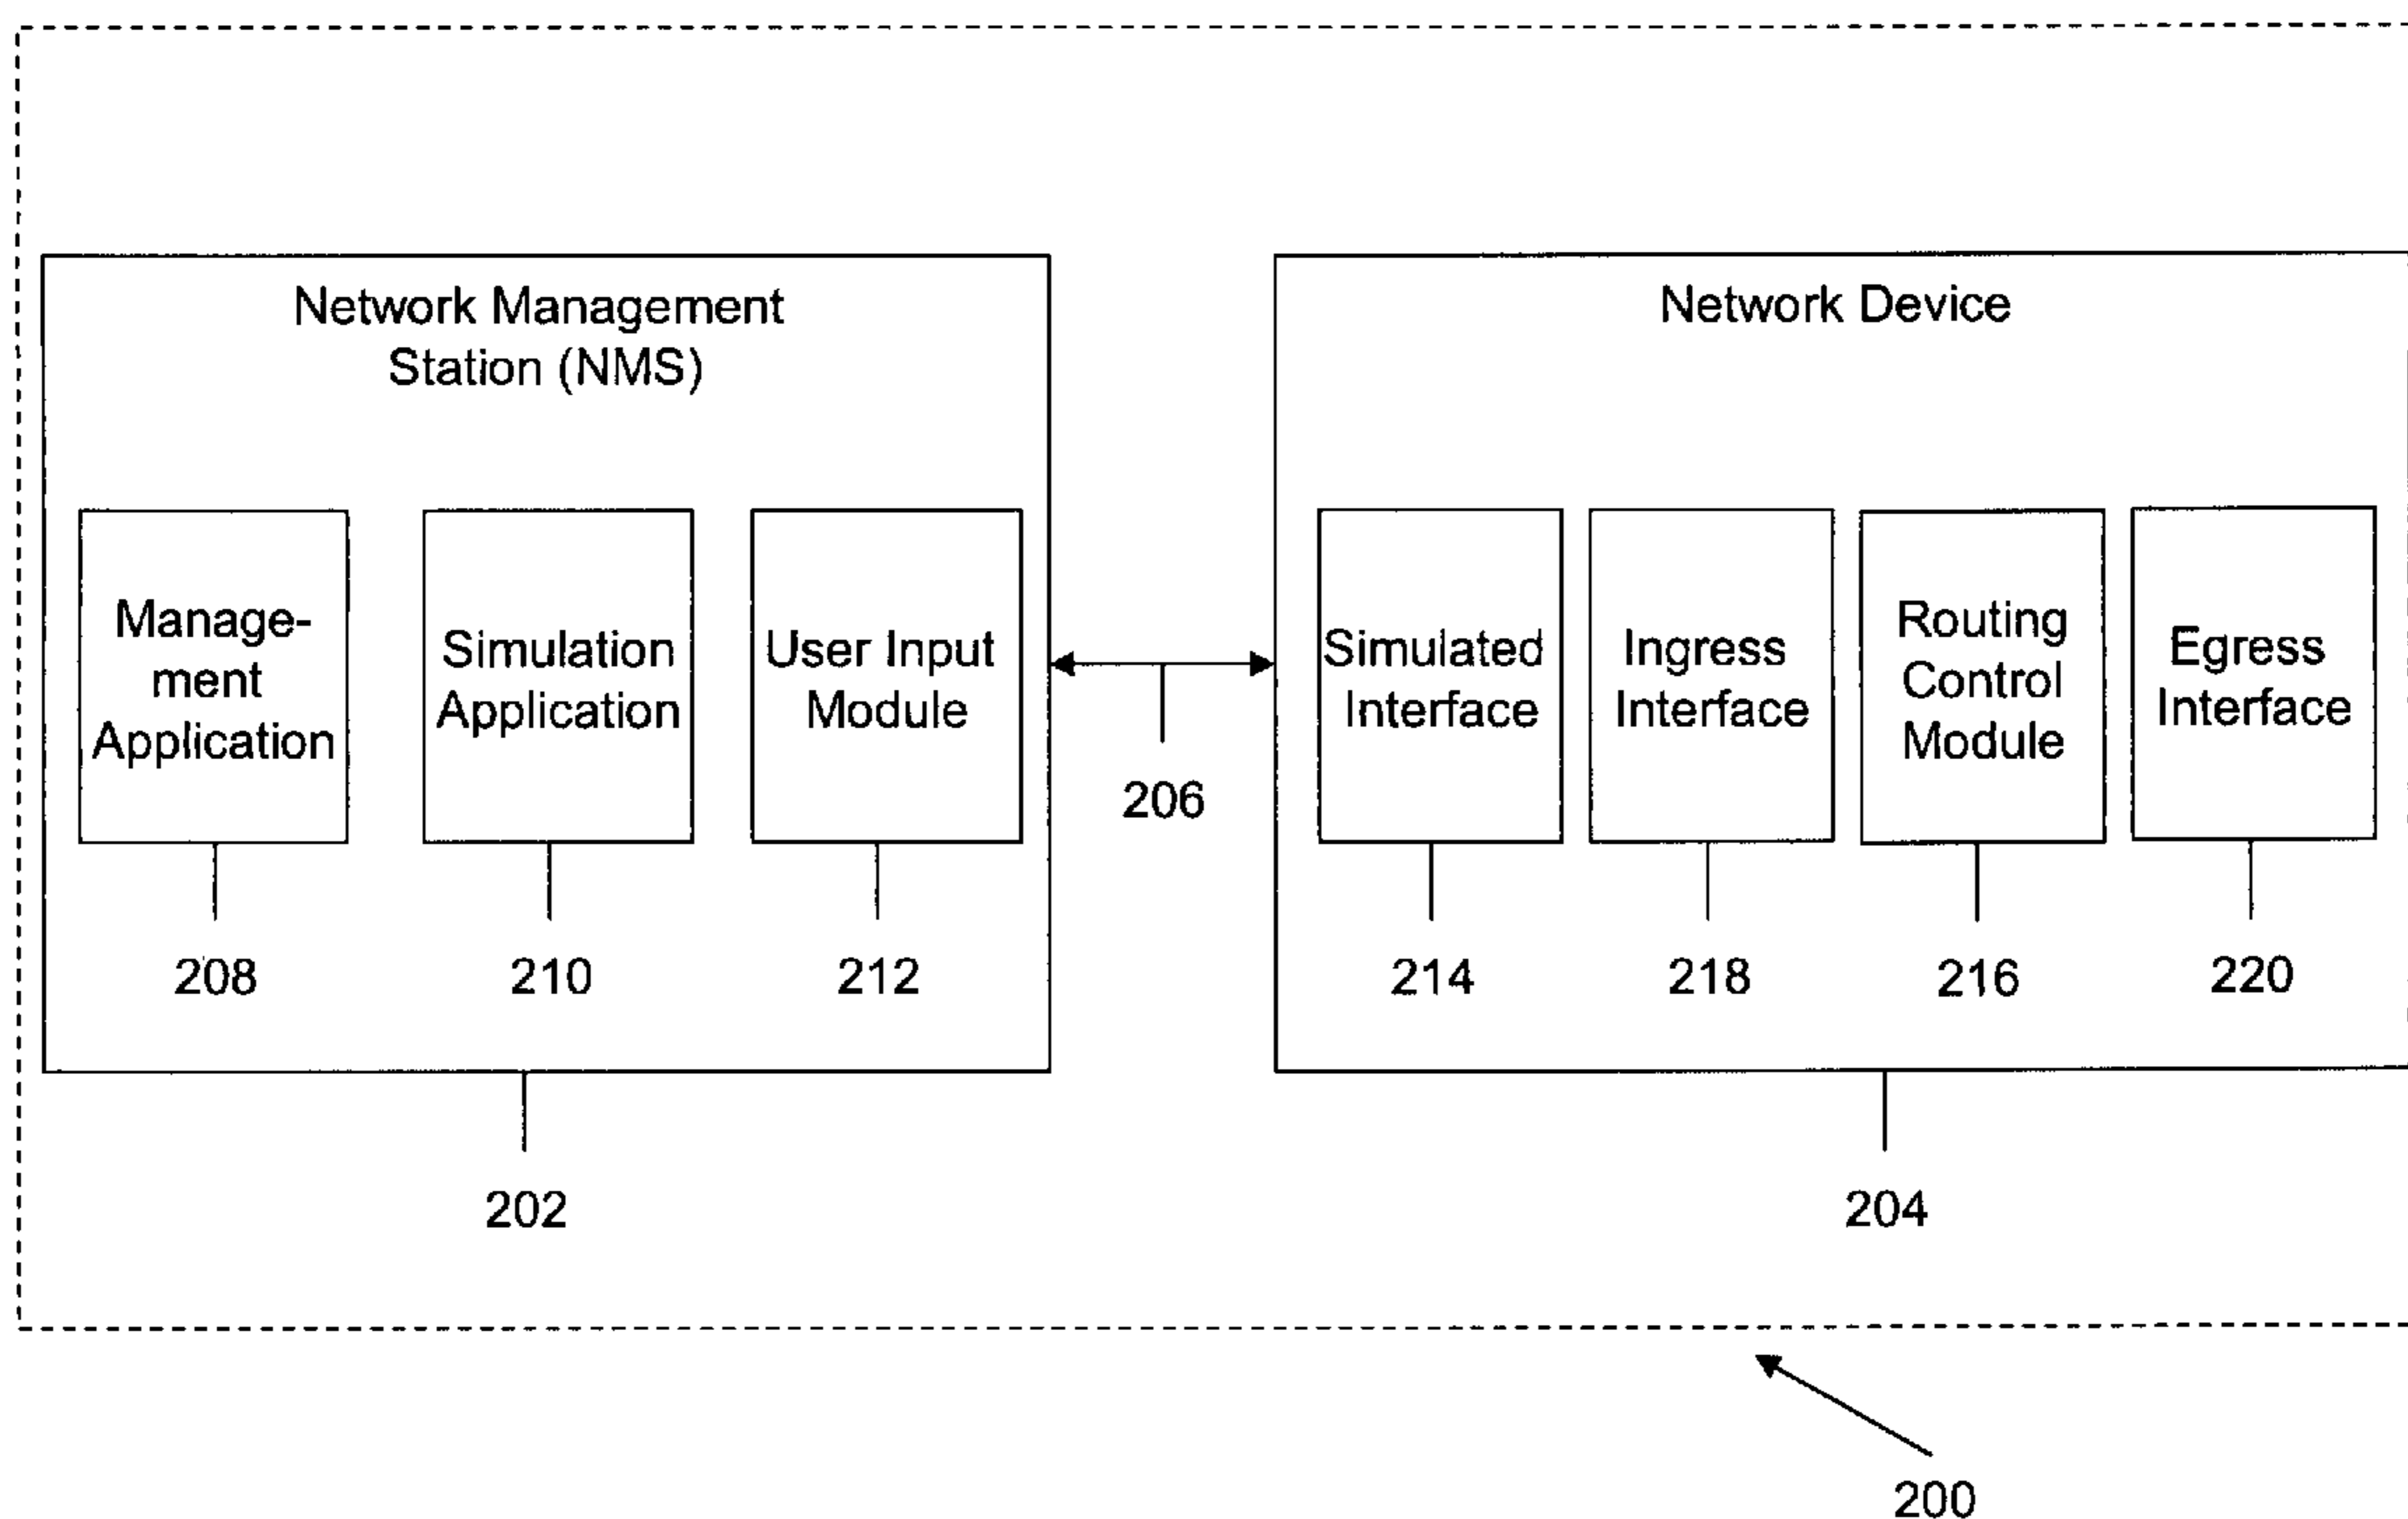 Network Management
Station (NMS)
Network Device
Manage-
ment
Application
Simulation
Application
User Input
Module
Simulated
Interface
Ingress
Interface
Routing
Control
Module
Egress
Interface
206
208
210
212
214
218
216
220
202
204
200